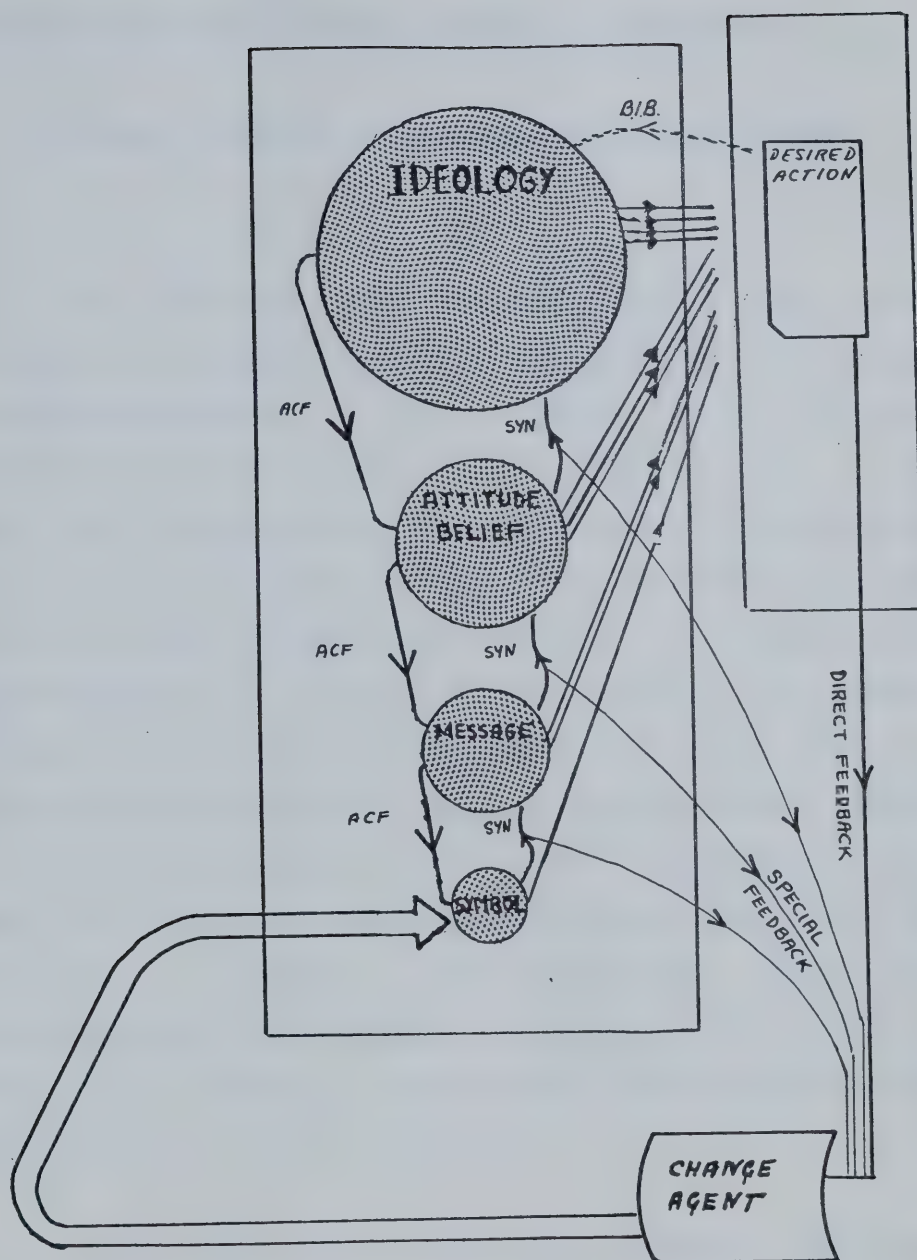 B.I.B.
DESIRED
ACTION
IDEOLOGY
ACF
SYN
ATTITUDE
BELIEF
ACF
SYN
MESSAGE
ACF
SYN
SYMBOL
DIRECT FEEDBACK
SPECIAL
FEEDBACK
CHANGE
AGENT